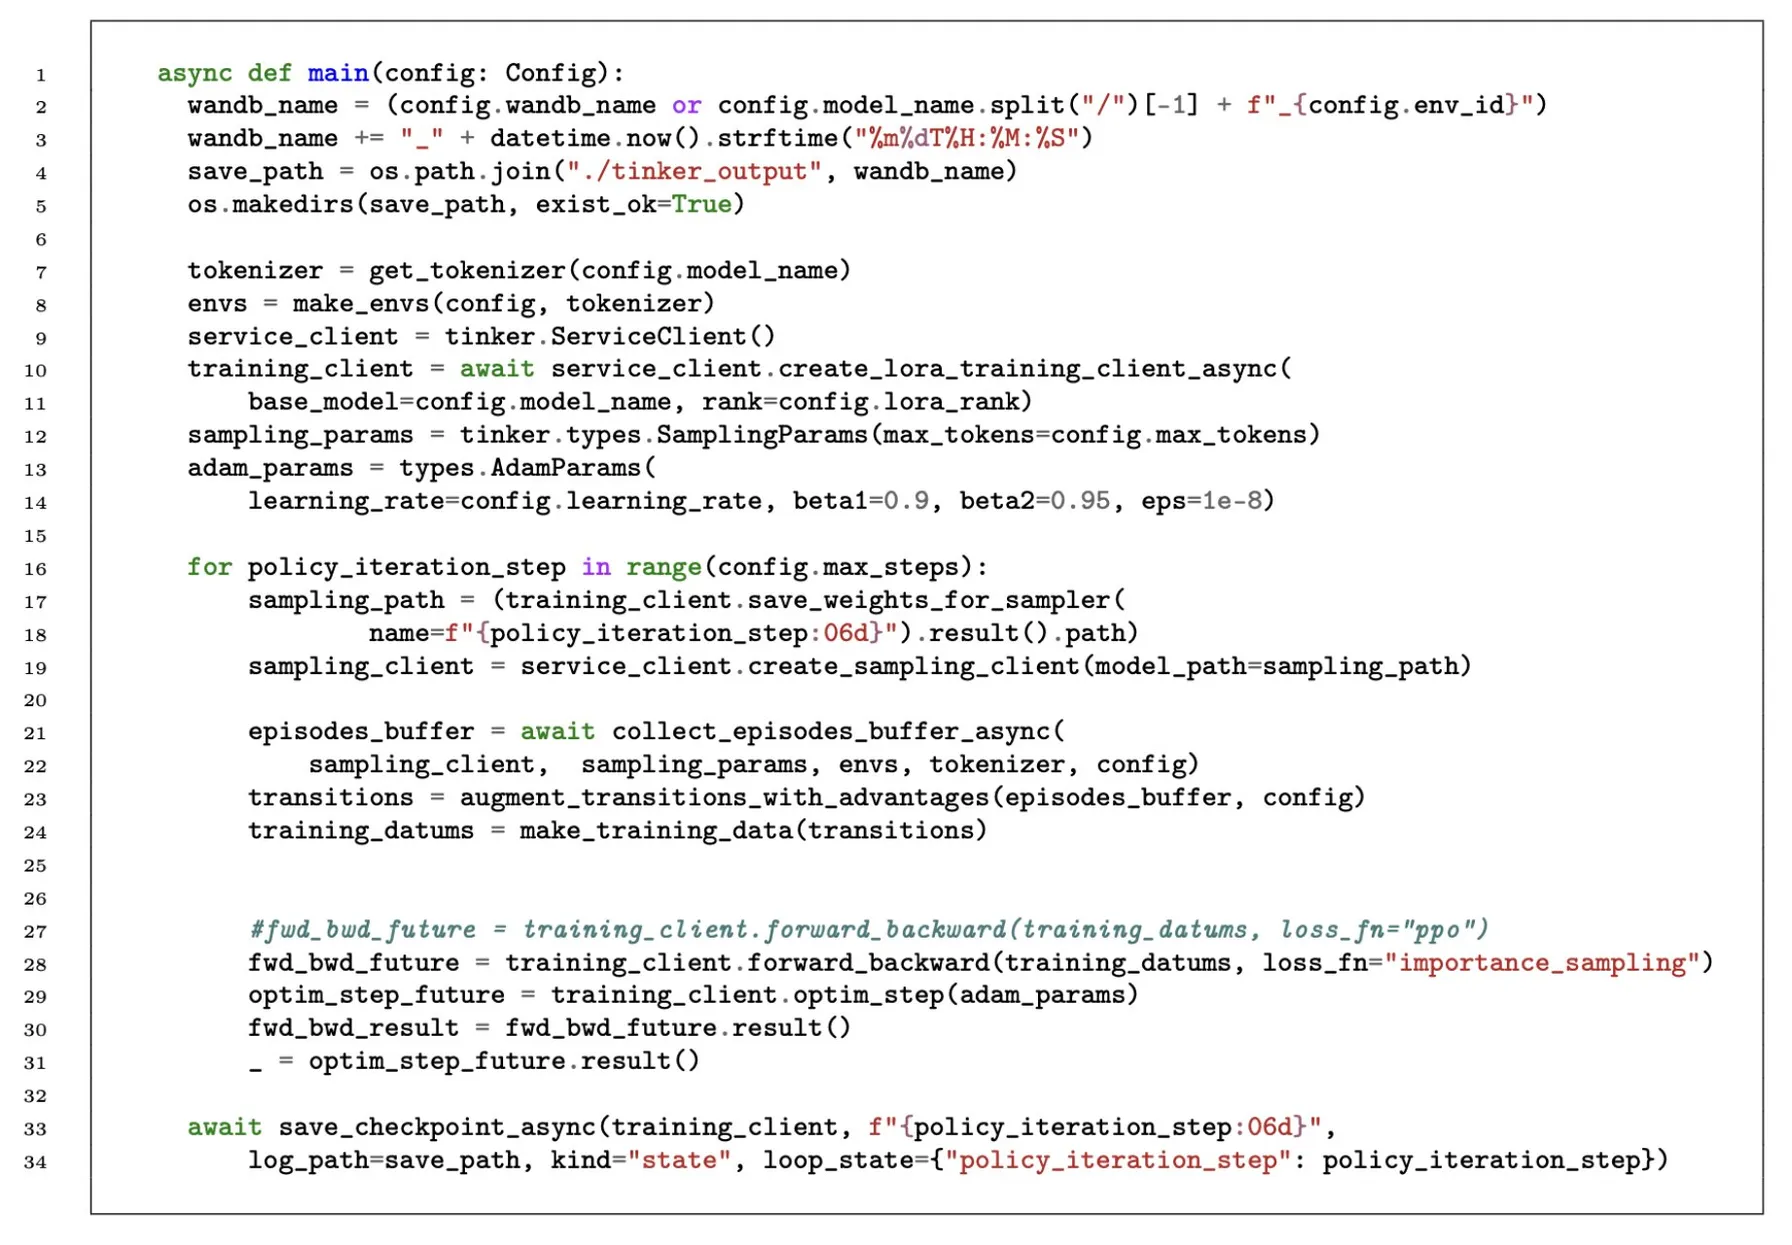 1 async def main(config: Config):
2 wandb_name = (config.wandb_name or config.model_name.split("/")[-1] + f"_{config.env_id}")
3 wandb_name += "_" + datetime.now().strftime("%m%dT%H:%M:%S")
4 save_path = os.path.join("./tinker_output", wandb_name)
5 os.makedirs(save_path, exist_ok=True)
6
7 tokenizer = get_tokenizer(config.model_name)
8 envs = make_envs(config, tokenizer)
9 service_client = tinker.ServiceClient()
10 training_client = await service_client.create_lora_training_client_async(
11 base_model=config.model_name, rank=config.lora_rank)
12 sampling_params = tinker.types.SamplingParams(max_tokens=config.max_tokens)
13 adam_params = types.AdamParams(
14 learning_rate=config.learning_rate, beta1=0.9, beta2=0.95, eps=1e-8)
15
16 for policy_iteration_step in range(config.max_steps):
17 sampling_path = (training_client.save_weights_for_sampler(
18 name=f"{policy_iteration_step:06d}").result().path)
19 sampling_client = service_client.create_sampling_client(model_path=sampling_path)
20
21 episodes_buffer = await collect_episodes_buffer_async(
22 sampling_client, sampling_params, envs, tokenizer, config)
23 transitions = augment_transitions_with_advantages(episodes_buffer, config)
24 training_datums = make_training_data(transitions)
25
26
27 #fwd_bwd_future = training_client.forward_backward(training_datums, loss_fn="ppo")
28 fwd_bwd_future = training_client.forward_backward(training_datums, loss_fn="importance_sampling")
29 optim_step_future = training_client.optim_step(adam_params)
30 fwd_bwd_result = fwd_bwd_future.result()
31 _ = optim_step_future.result()
32
33 await save_checkpoint_async(training_client, f"{policy_iteration_step:06d}",
34 log_path=save_path, kind="state", loop_state={"policy_iteration_step": policy_iteration_step})